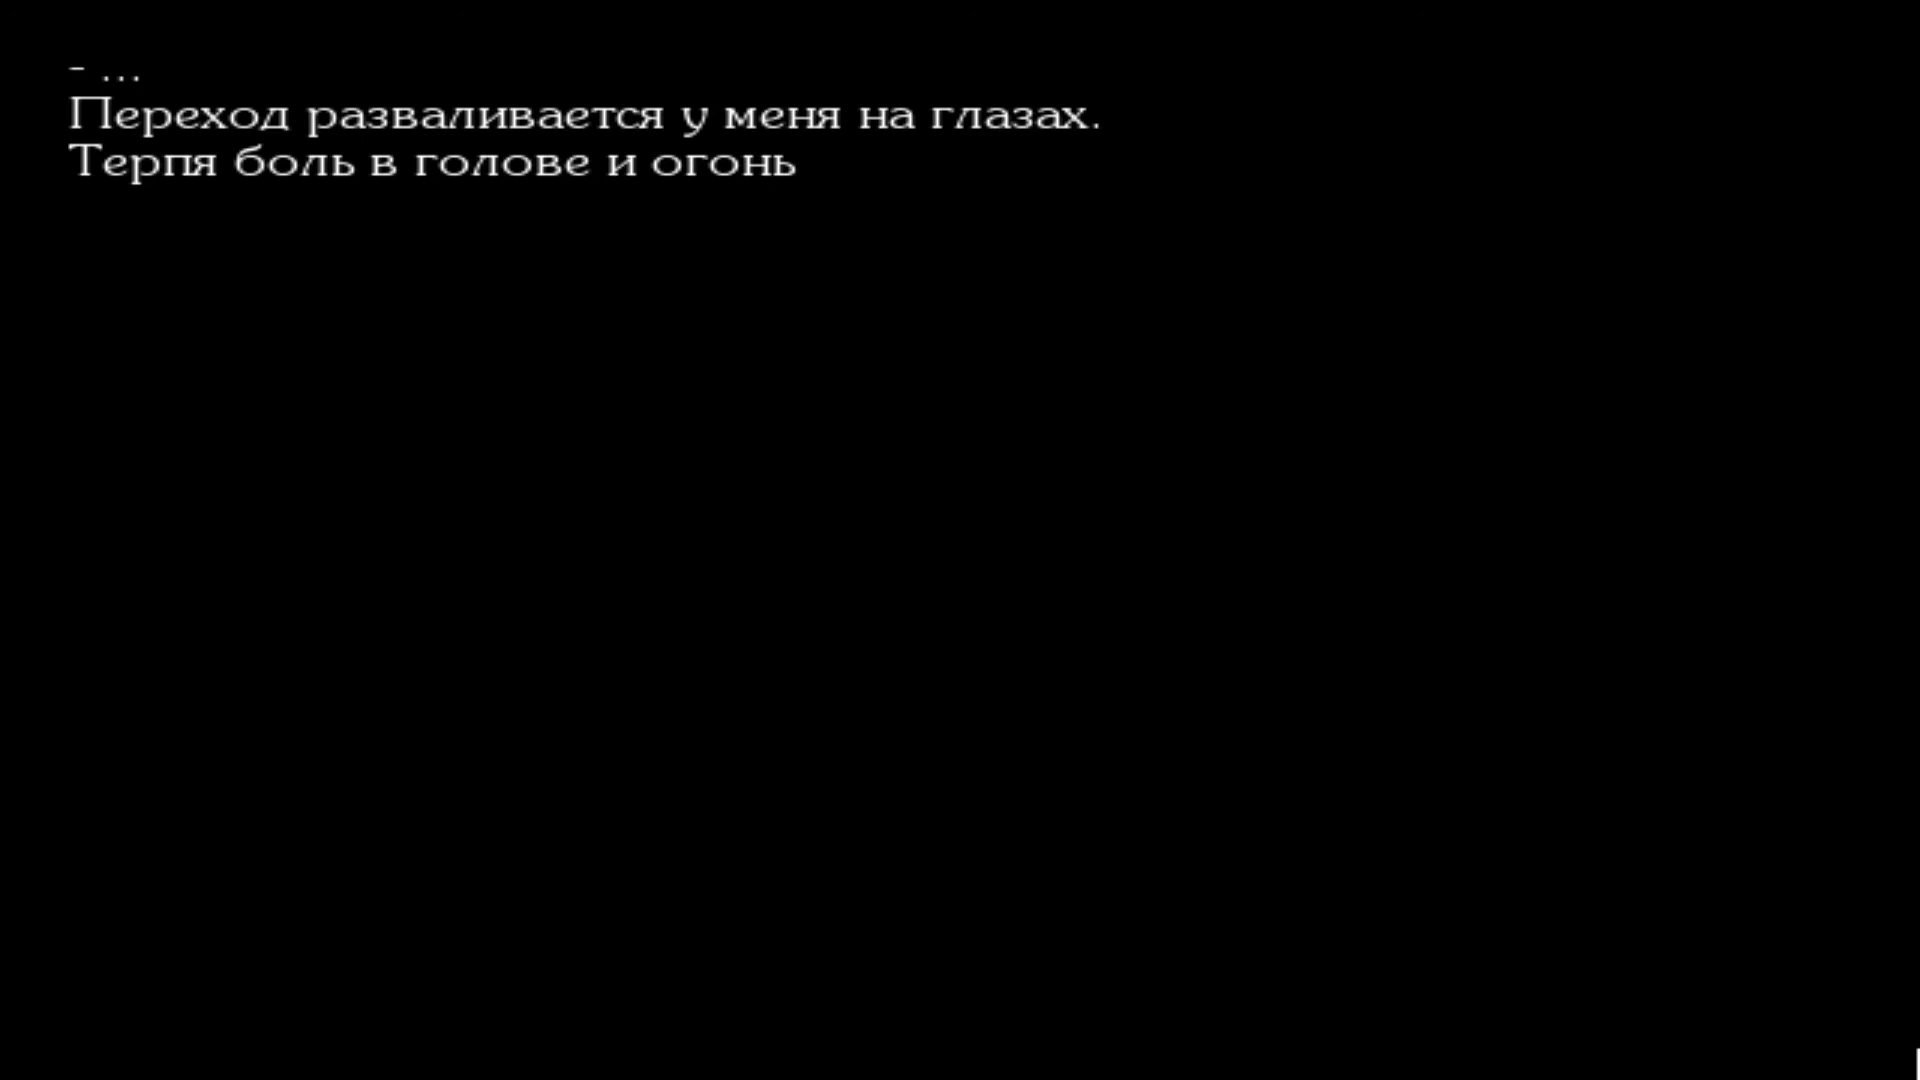 - ...
Переход разваливается у меня на глазах.
Терпя боль в голове и огонь